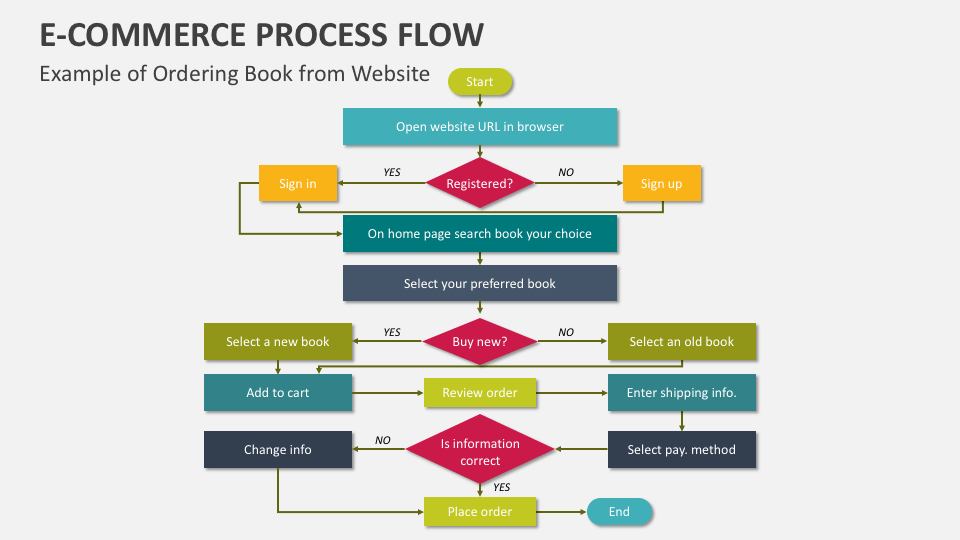 E-COMMERCE PROCESS FLOW
Example of Ordering Book from Website
Start
Open website URL in browser
YES
NO
Sign in
Registered?
Sign up
On home page search book your choice
Select your preferred book
YES
NO
Select a new book
Buy new?
Select an old book
Add to cart
Review order
Enter shipping info.
NO
Change info
Is information
correct
Select pay. method
YES
Place order
End